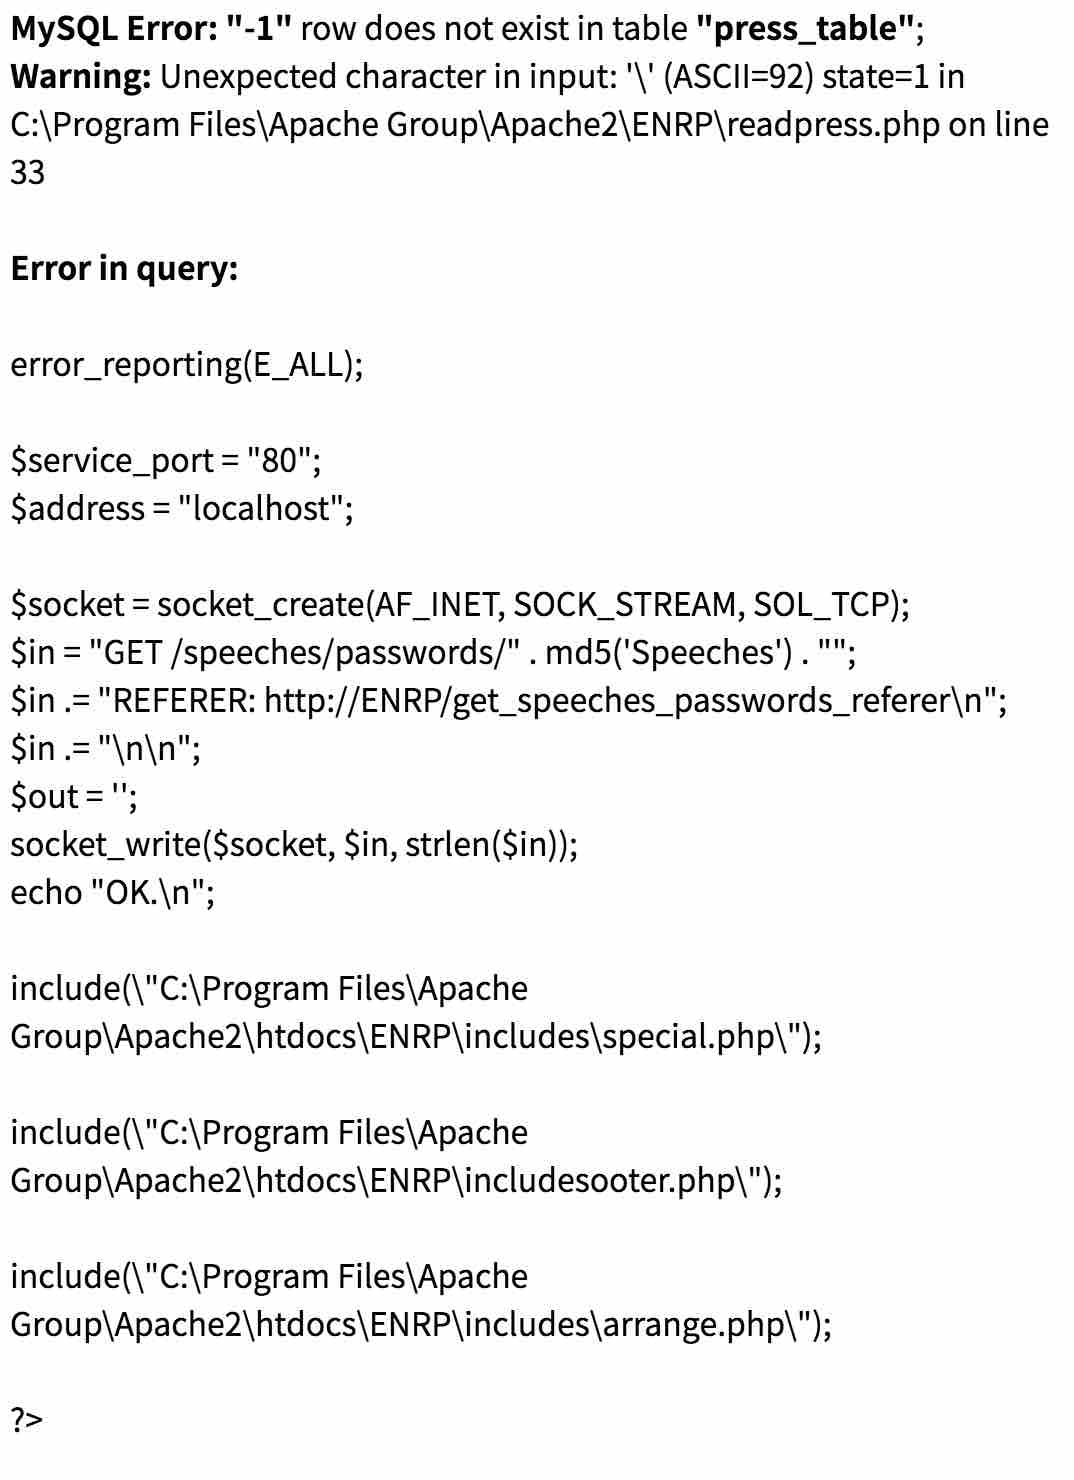 MySQL Error: "-1" row does not exist in table "press_table";
Warning: Unexpected character in input: '\' (ASCII=92) state=1 in
C:\Program Files\Apache Group\Apache2\ENRP\readpress.php on line
33
Error in query:
error_reporting(E_ALL);
$service_port = "80";
$address = "localhost";
$socket = socket_create(AF_INET, SOCK_STREAM, SOL_TCP);
$in = "GET /speeches/passwords/" . md5('Speeches') . "";
$in .= "REFERER: http://ENRP/get_speeches_passwords_referer\n";
$in .= "\n\n";
$out = '';
socket_write($socket, $in, strlen($in));
echo "OK.\n";
include(\"C:\Program Files\Apache
Group\Apache2\htdocs\ENRP\includes\special.php\");
include(\"C:\Program Files\Apache
Group\Apache2\htdocs\ENRP\includesooter.php\");
include(\"C:\Program Files\Apache
Group\Apache2\htdocs\ENRP\includes\arrange.php\");
?>